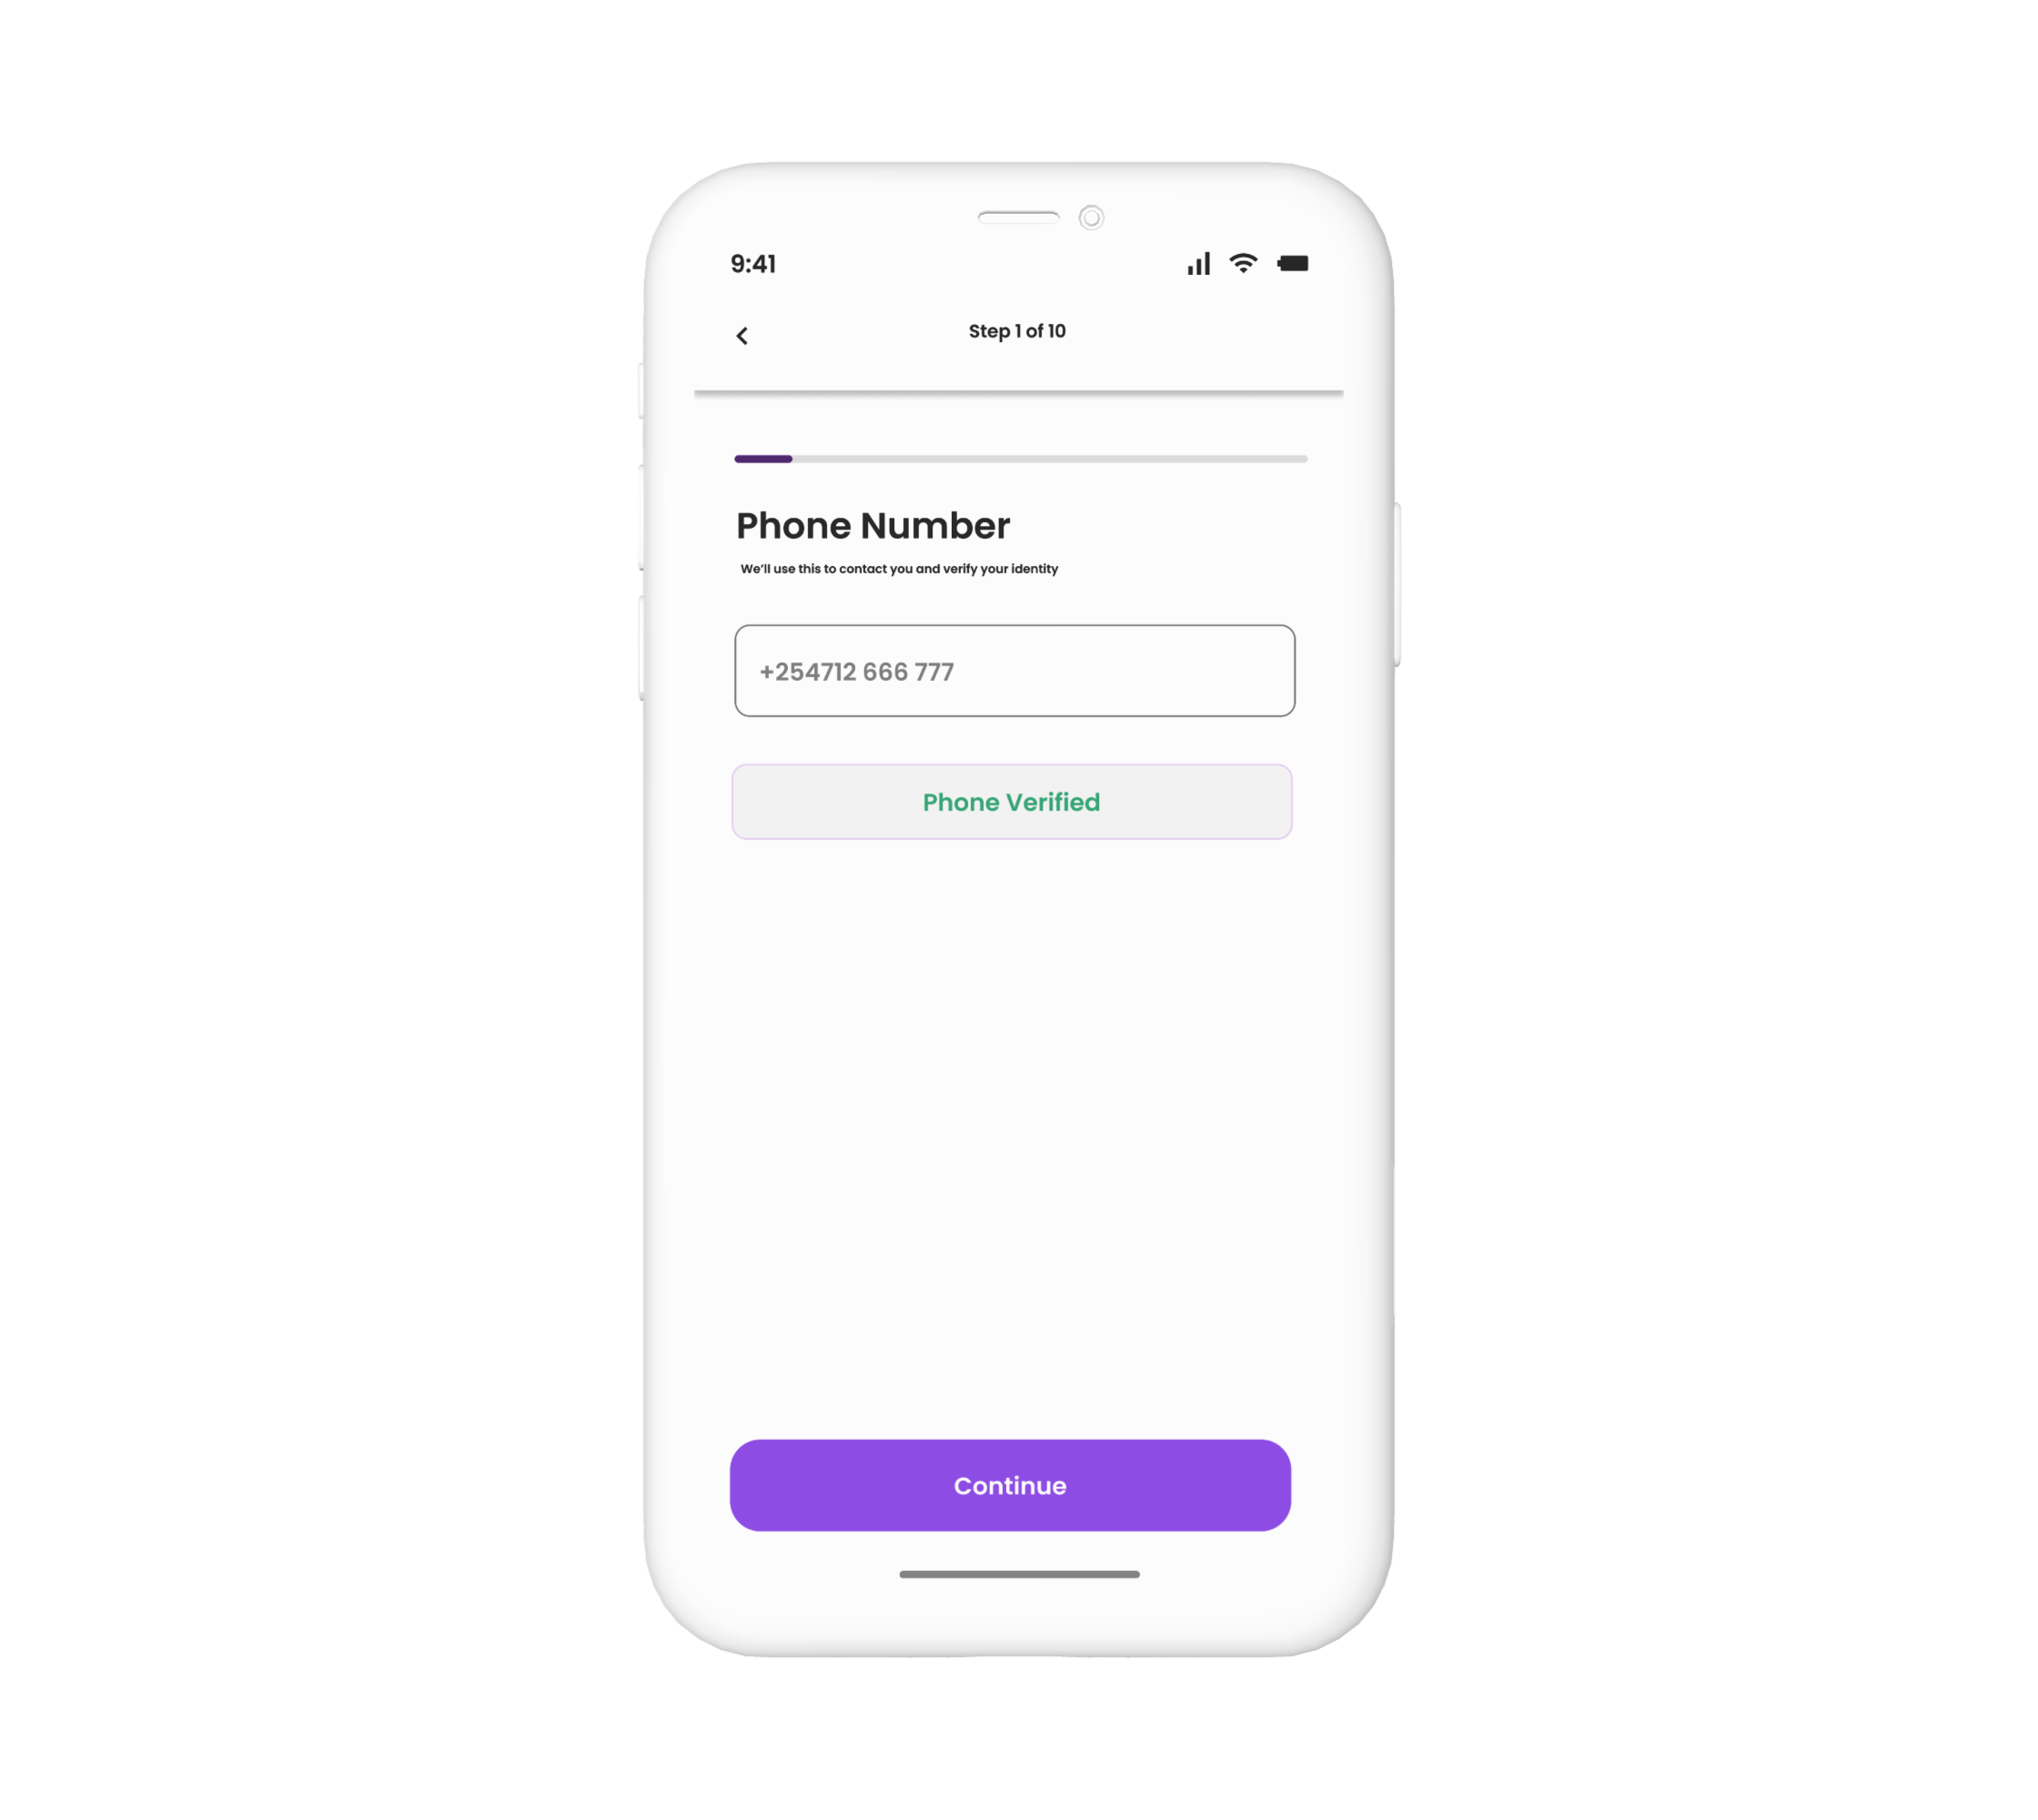 9:41
Step 1 of 10
Phone Number
We'll use this to contact you and verify your identity
+254712 666 777
Phone Verified
Continue